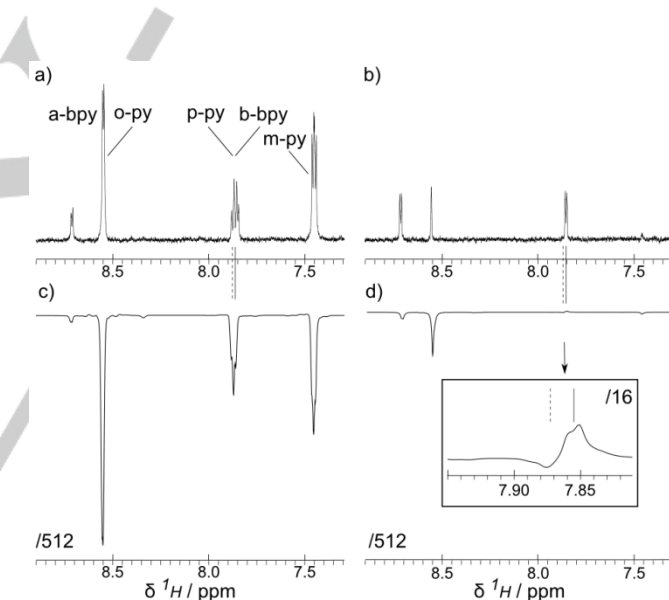 a)
b)
a-bpy
o-py
p-py
b-bpy
m-py
8.5 8.0 7.5
8.5 8.0 7.5
c)
d)
/16
7.90 7.85
/512
/512
8.5 8.0 7.5
8.5 8.0 7.5
δ ¹H / ppm
δ ¹H / ppm